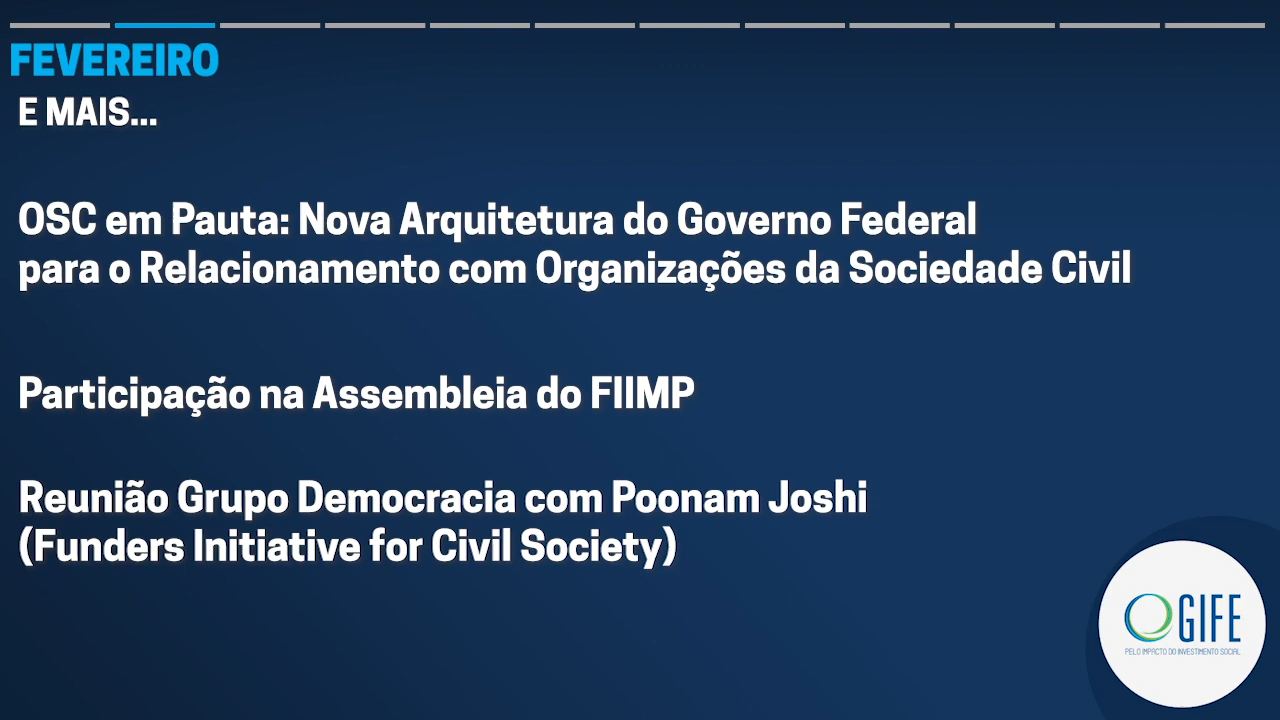 FEVEREIRO
E MAIS...
OSC em Pauta: Nova Arquitetura do Governo Federal
para o Relacionamento com Organizações da Sociedade Civil
Participação na Assembleia do FIIMP
Reunião Grupo Democracia com Poonam Joshi
(Funders Initiative for Civil Society)
GIFE
PELO IMPACTO DO INVESTIMENTO SOCIAL